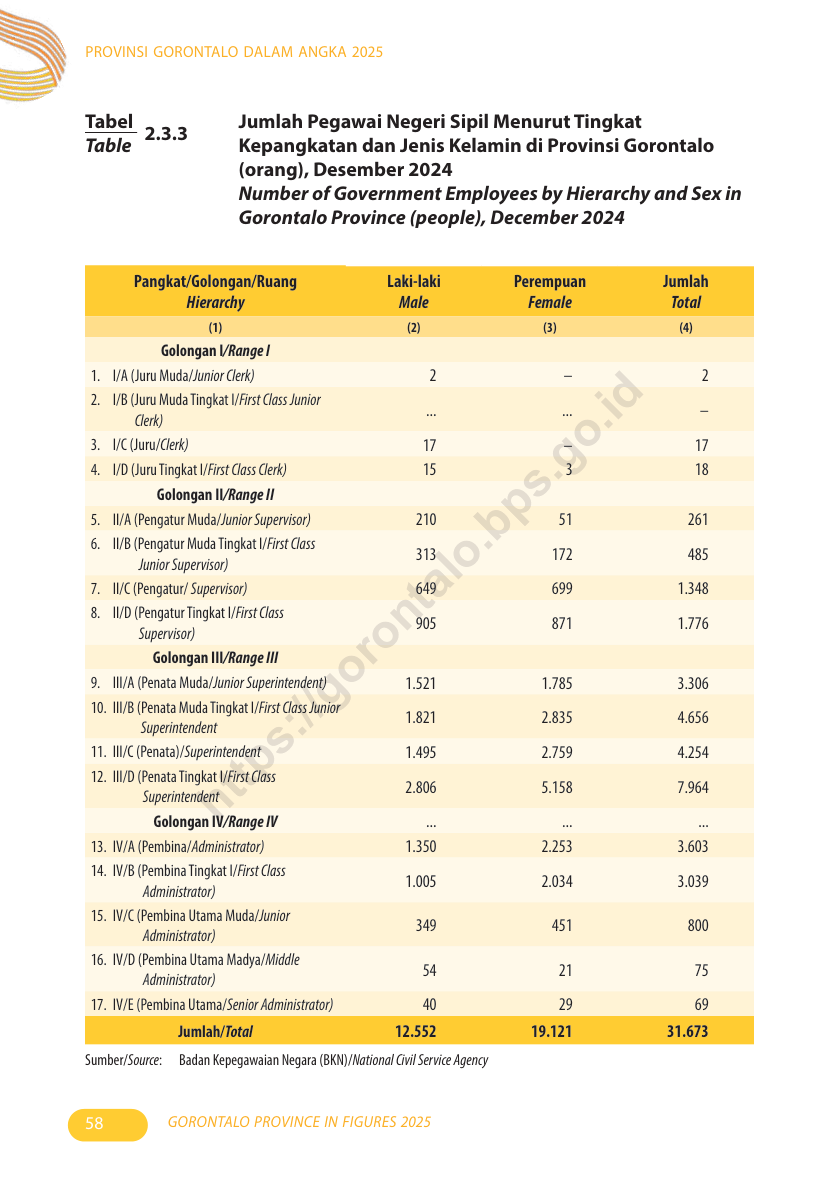 PROVINSI GORONTALO DALAM ANGKA 2025
Tabel
Table
2.3.3
Jumlah Pegawai Negeri Sipil Menurut Tingkat
Kepangkatan dan Jenis Kelamin di Provinsi Gorontalo
(orang), Desember 2024
Number of Government Employees by Hierarchy and Sex in
Gorontalo Province (people), December 2024
Pangkat/Golongan/Ruang Laki-laki Perempuan Jumlah
Hierarchy Male Female Total
(1) (2) (3) (4)
Golongan I/Range I
1. I/A (Juru Muda/Junior Clerk) 2 – 2
2. I/B (Juru Muda Tingkat I/First Class Junior
Clerk) ... ... –
3. I/C (Juru/Clerk) 17 – 17
4. I/D (Juru Tingkat I/First Class Clerk) 15 3 18
Golongan II/Range II
5. II/A (Pengatur Muda/Junior Supervisor) 210 51 261
6. II/B (Pengatur Muda Tingkat I/First Class
Junior Supervisor) 313 172 485
7. II/C (Pengatur/ Supervisor) 649 699 1.348
8. II/D (Pengatur Tingkat I/First Class
Supervisor) 905 871 1.776
Golongan III/Range III
9. III/A (Penata Muda/Junior Superintendent) 1.521 1.785 3.306
10. III/B (Penata Muda Tingkat I/First Class Junior
Superintendent 1.821 2.835 4.656
11. III/C (Penata)/Superintendent 1.495 2.759 4.254
12. III/D (Penata Tingkat I/First Class
Superintendent 2.806 5.158 7.964
Golongan IV/Range IV ... ... ...
13. IV/A (Pembina/Administrator) 1.350 2.253 3.603
14. IV/B (Pembina Tingkat I/First Class
Administrator) 1.005 2.034 3.039
15. IV/C (Pembina Utama Muda/Junior
Administrator) 349 451 800
16. IV/D (Pembina Utama Madya/Middle
Administrator) 54 21 75
17. IV/E (Pembina Utama/Senior Administrator) 40 29 69
Jumlah/Total 12.552 19.121 31.673
Sumber/Source: Badan Kepegawaian Negara (BKN)/National Civil Service Agency
https://gorontalo.bps.go.id
58 GORONTALO PROVINCE IN FIGURES 2025